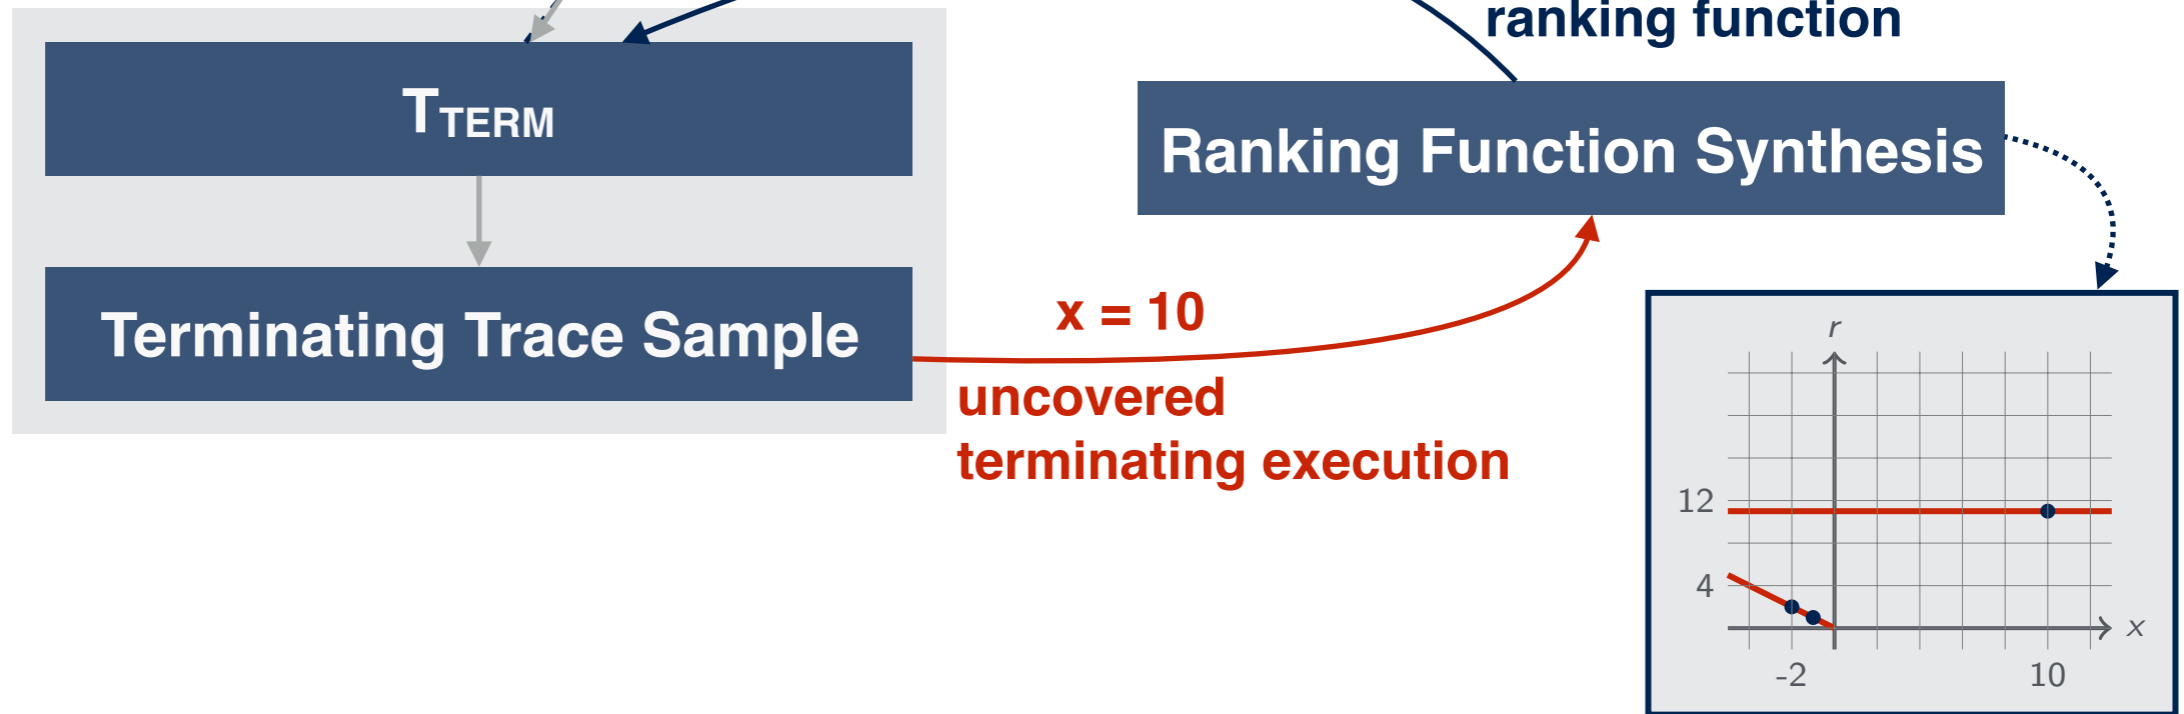 ranking function
TTERM
Ranking Function Synthesis
Terminating Trace Sample
x = 10
uncovered
terminating execution
r
12
4
x
-2
10